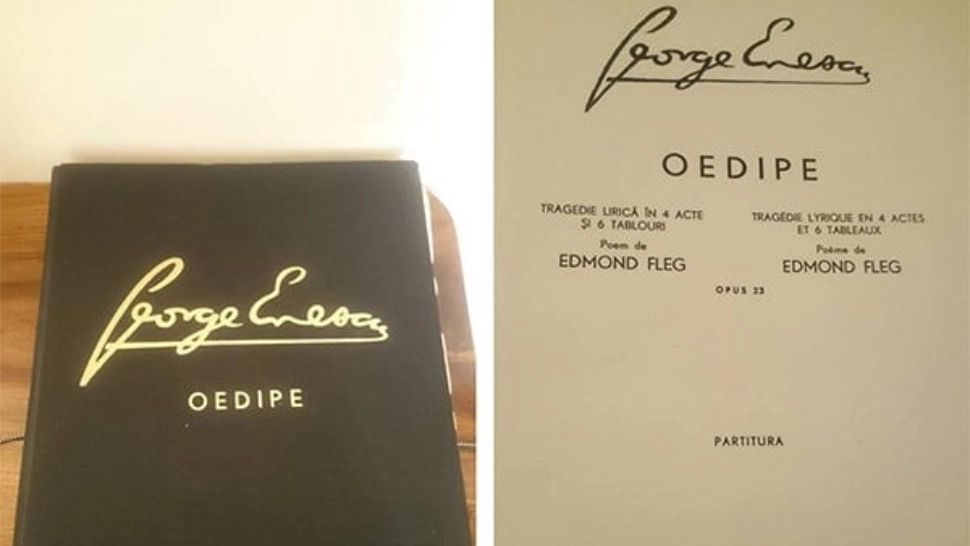 George Enescu
OEDIPE
George Enescu
OEDIPE
TRAGEDIE LIRICĂ ÎN 4 ACTE
ȘI 6 TABLOURI
Poem de
EDMOND FLEG
TRAGÉDIE LYRIQUE EN 4 ACTES
ET 6 TABLEAUX
Poème de
EDMOND FLEG
OPUS 23
PARTITURA